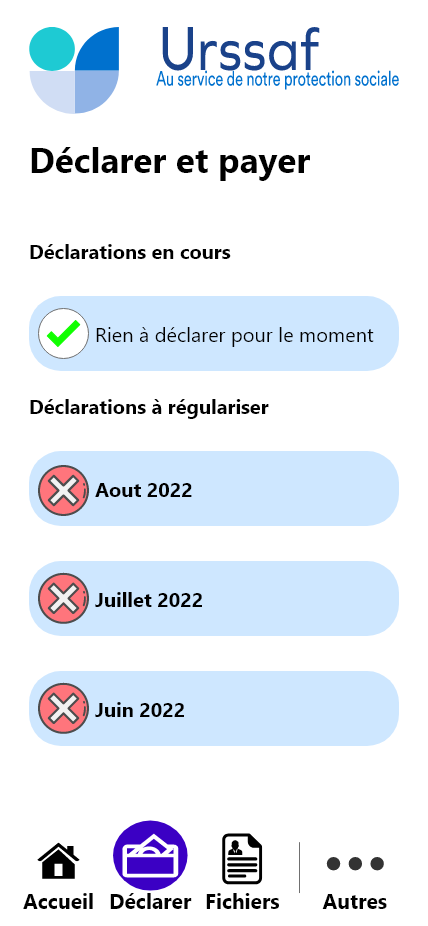 Urssaf
Au service de notre protection sociale
Déclarer et payer
Déclarations en cours
Rien à déclarer pour le moment
Déclarations à régulariser
Aout 2022
Juillet 2022
Juin 2022
Accueil Déclarer Fichiers Autres